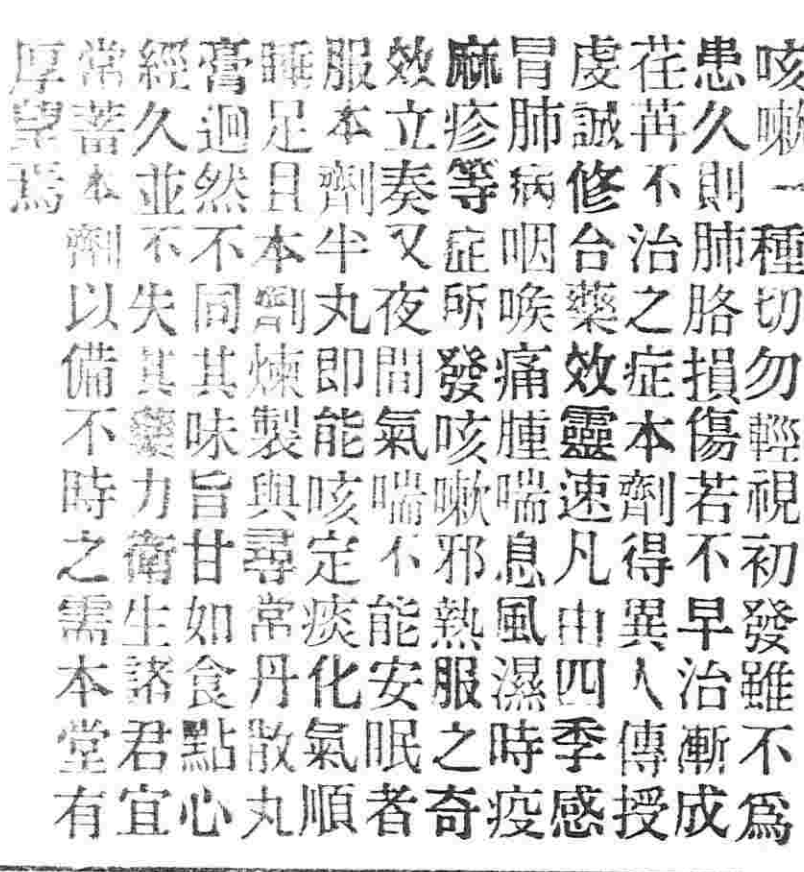 咳嗽一種切勿輕視初發雖不爲
患久則肺胳損傷若不早治漸成
荏苒不治之症本劑得異人傳授
虔誠修合藥效靈速凡由四季感
冒肺病咽喉痛腫喘息風濕時疫
麻疹等症所發咳嗽邪熱服之奇
效立奏又夜間氣喘不能安眠者
服本劑半丸即能咳定痰化氣順
睡足且本劑煉製與尋常丹散丸
膏迥然不同其味旨甘如食點心
經久並不失其藥力衛生諸君宜
常蓄本劑以備不時之需本堂有
厚望焉